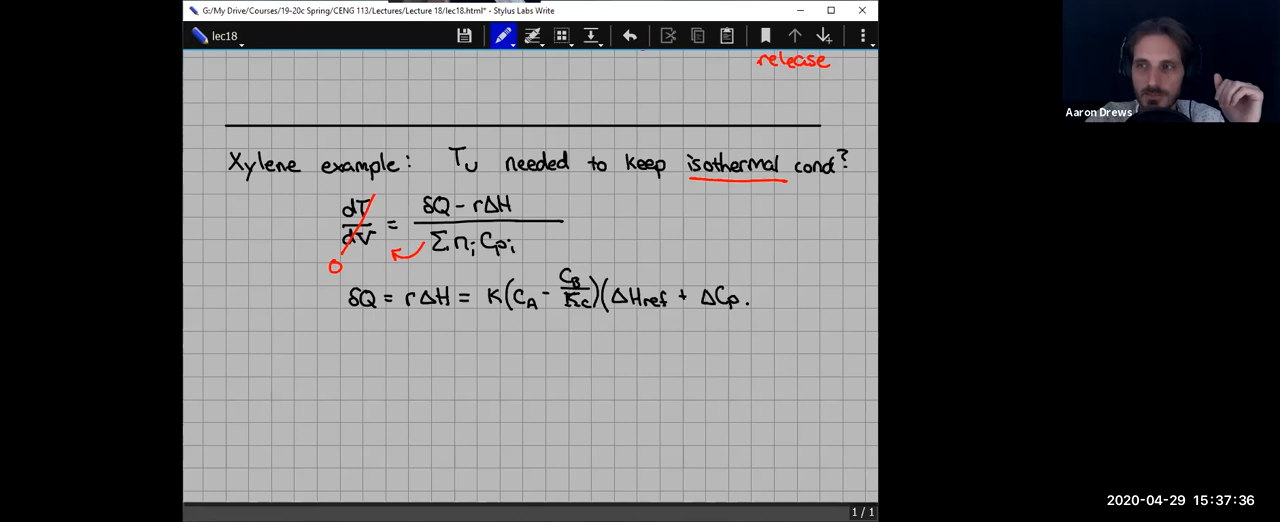 G:/My Drive/Courses/19-20c Spring/CENG 113/Lectures/Lecture 18/lec18.html* - Stylus Labs Write
lec18
release
Aaron Drews
Xylene example: TU needed to keep isothermal cond?
dT/dV = (δQ - rΔH)/(Σ ni Cpi)
0
δQ = rΔH = K(CA - CB/KC)(ΔHref + ΔCp.
1 / 1
2020-04-29 15:37:36